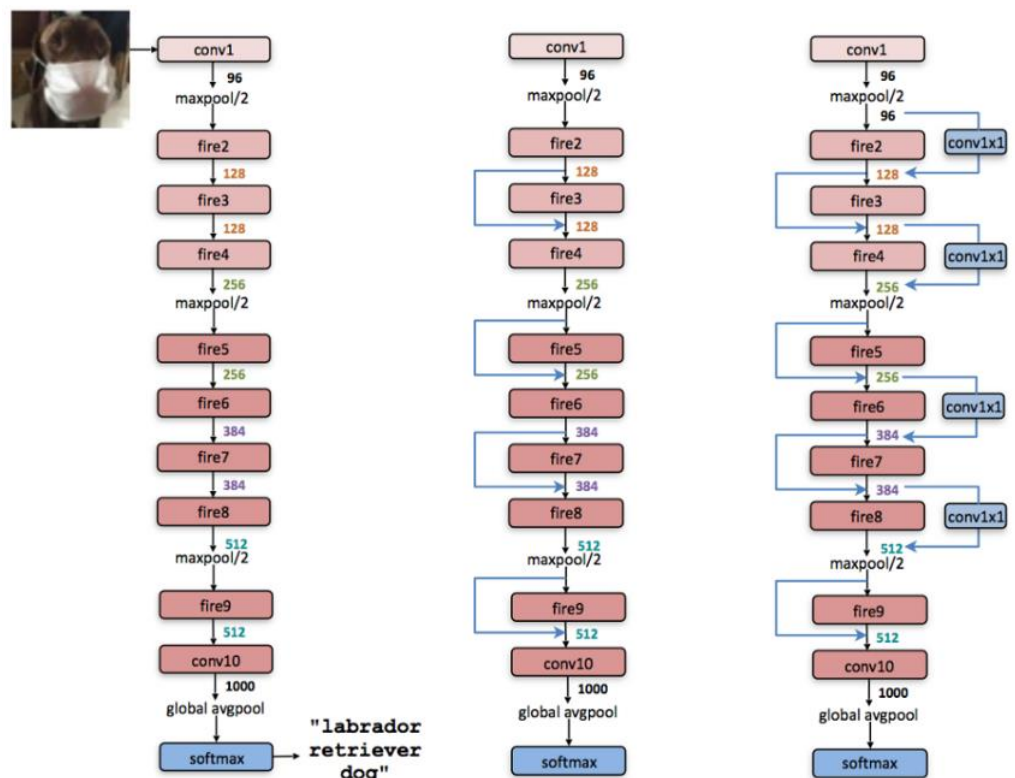 conv1
96
maxpool/2
fire2
128
fire3
128
fire4
256
maxpool/2
fire5
256
fire6
384
fire7
384
fire8
512
maxpool/2
fire9
512
conv10
1000
global avgpool
softmax
"labrador
retriever
dog"
conv1
96
maxpool/2
fire2
128
fire3
128
fire4
256
maxpool/2
fire5
256
fire6
384
fire7
384
fire8
512
maxpool/2
fire9
512
conv10
1000
global avgpool
softmax
conv1
96
maxpool/2
96
conv1x1
fire2
128
fire3
128
conv1x1
fire4
256
maxpool/2
fire5
256
conv1x1
fire6
384
fire7
384
conv1x1
fire8
512
maxpool/2
fire9
512
conv10
1000
global avgpool
softmax